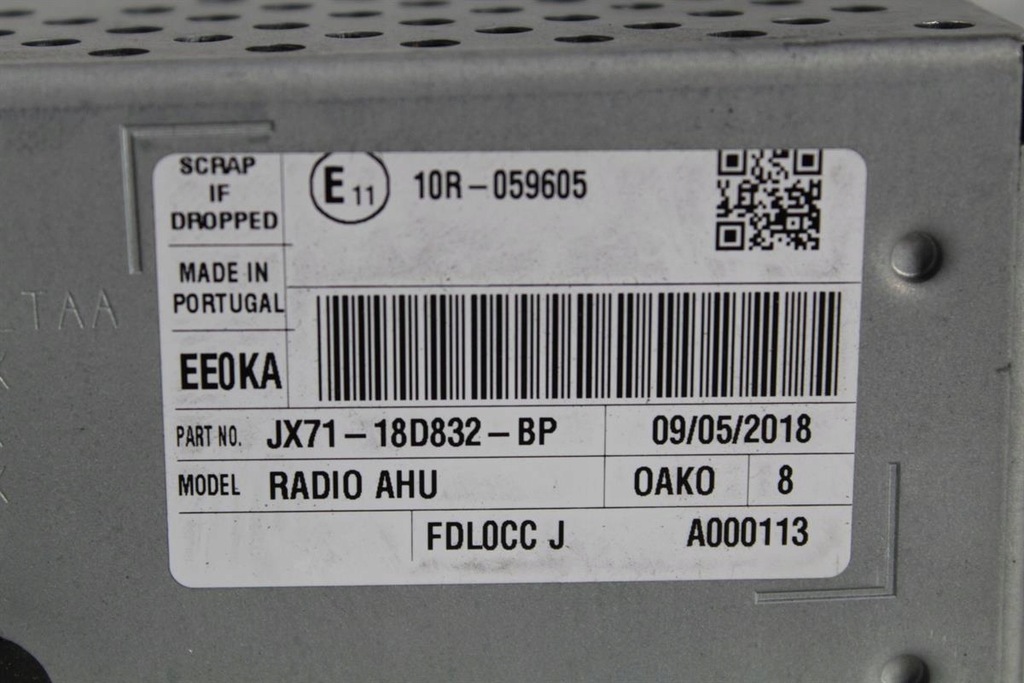 SCRAP
IF
DROPPED
E 11
10R-059605
MADE IN
PORTUGAL
EE0KA
TAA
PART NO. JX71-18D832-BP 09/05/2018
MODEL RADIO AHU OAKO 8
FDL0CC J A000113